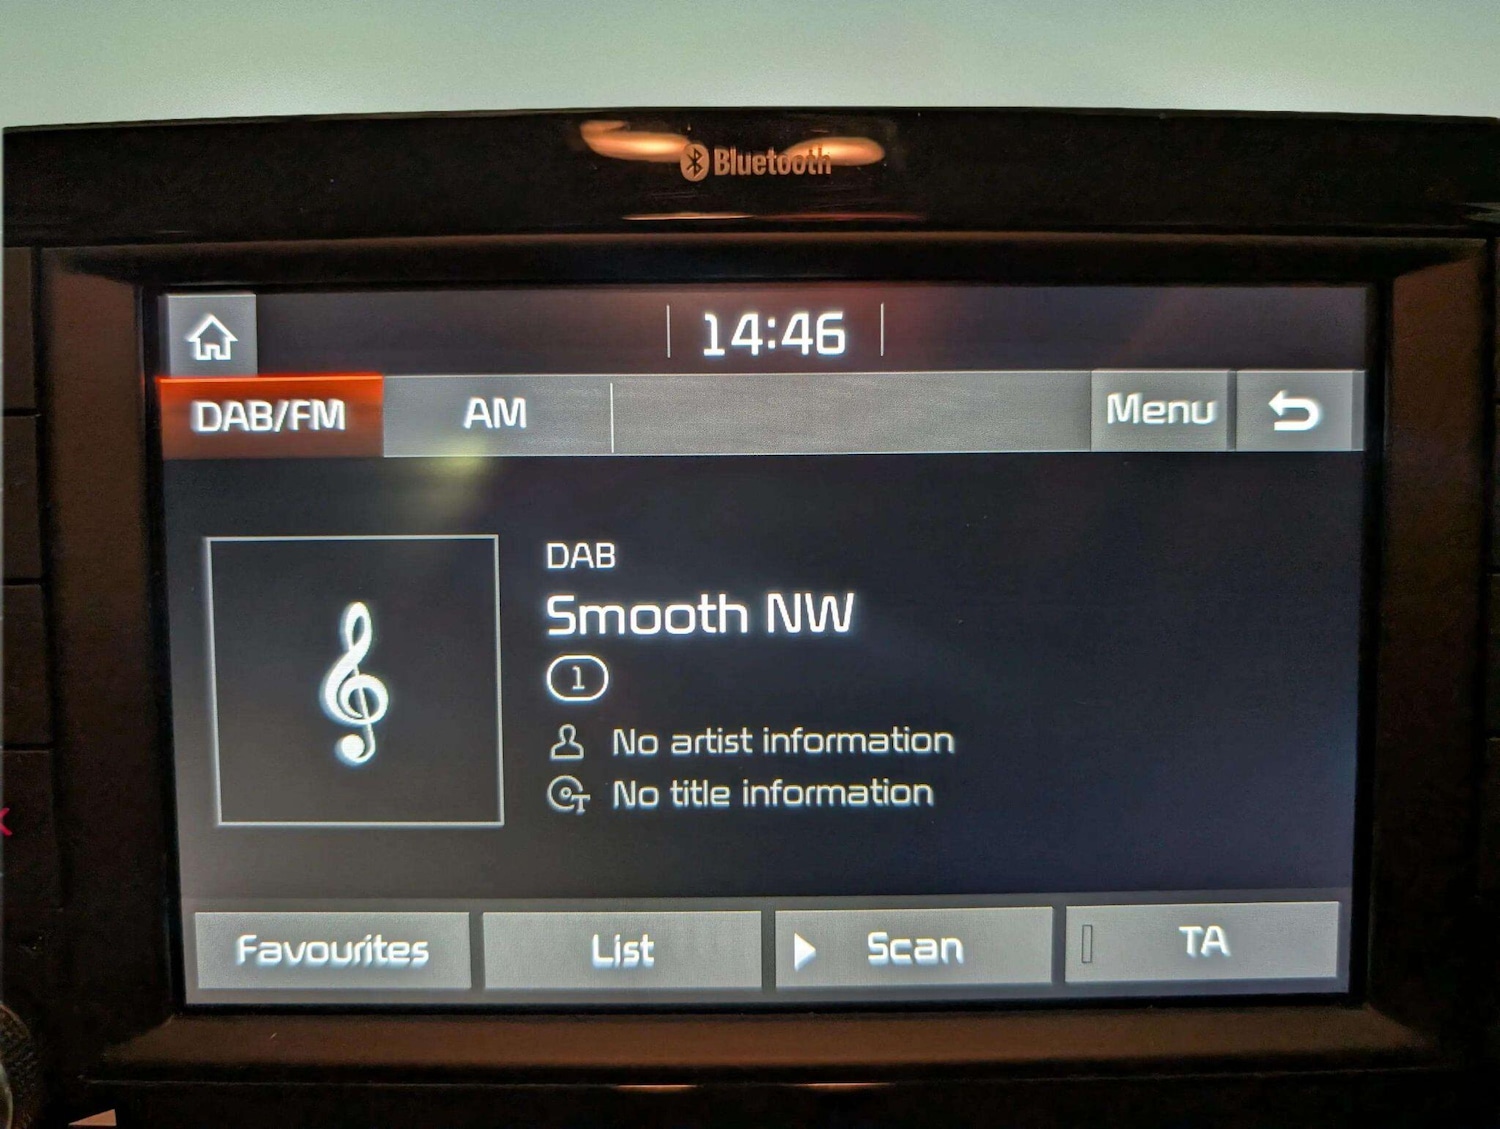 Bluetooth
14:46
DAB/FM AM Menu
DAB
Smooth NW
1
No artist information
No title information
Favourites List Scan TA